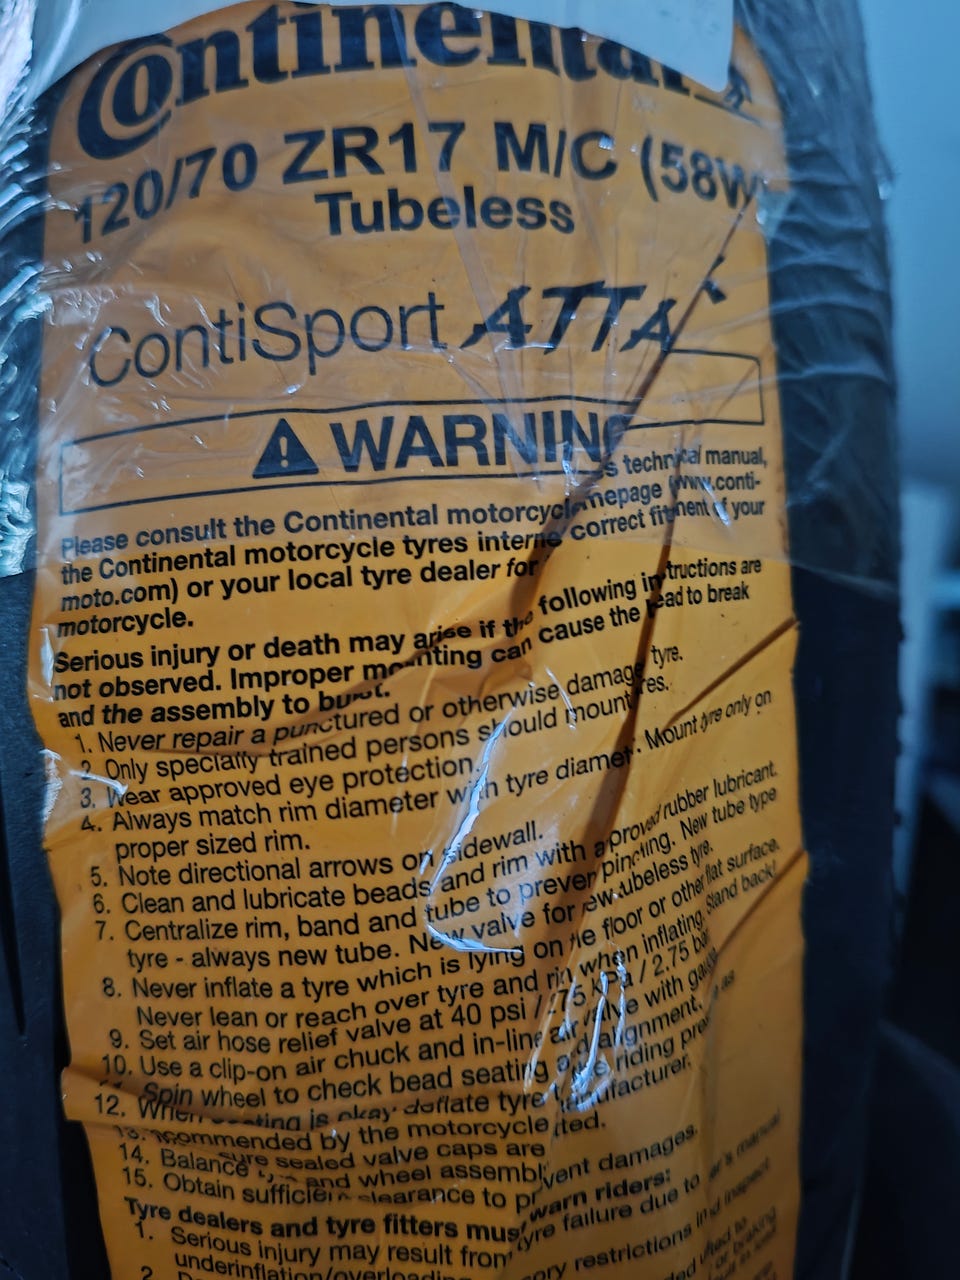 Continental
120/70 ZR17 M/C (58W
Tubeless
ContiSport ATTA
WARNING
Please consult the Continental motorcycle technical manual,
the Continental motorcycle tyres (www.conti-
moto.com) or your local tyre dealer for correct fitment of your
motorcycle.
Serious injury or death may arise if the following instructions are
not observed. Improper mounting can cause the bead to break
and the assembly to burst.
1. Never repair a punctured or otherwise damage tyre.
2. Only specially trained persons should mount
3. Wear approved eye protection.
4. Always match rim diameter with tyre diamet. Mount tyre only on
proper sized rim.
5. Note directional arrows on sidewall.
6. Clean and lubricate beads and rim with approved rubber lubricant.
7. Centralize rim, band and tube to prevent pinching. New tube type
tyre - always new tube. New valve for tubeless tyre.
8. Never inflate a tyre which is lying on the floor or other flat surface.
Never lean or reach over tyre and rim when inflating. Stand back!
9. Set air hose relief valve at 40 psi / 275 kPa / 2.75 bar
10. Use a clip-on air chuck and in-line air valve with gauge
11. Spin wheel to check bead seating and alignment.
12. When is okay deflate tyre riding as
13. recommended by the motorcycle manufacturer.
14. Balance tyre and wheel assembly
sure sealed valve caps are
15. Obtain sufficient clearance to prevent damages.
Tyre dealers and tyre fitters must warn riders:
1. Serious injury may result from tyre failure due to
underinflation/overloading
2.